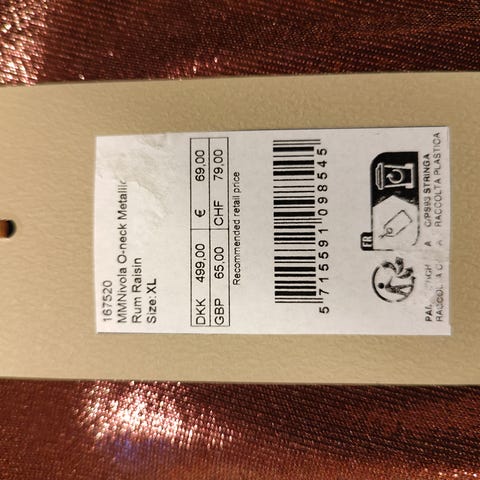 167520
MMNivola O-neck Metallic
Rum Raisin
Size: XL
DKK 499,00 € 69,00
GBP 65,00 CHF 79,00
Recommended retail price
5 715591 098545
FR
C/PS93 STRINGA
RACCOLTA PLASTICA